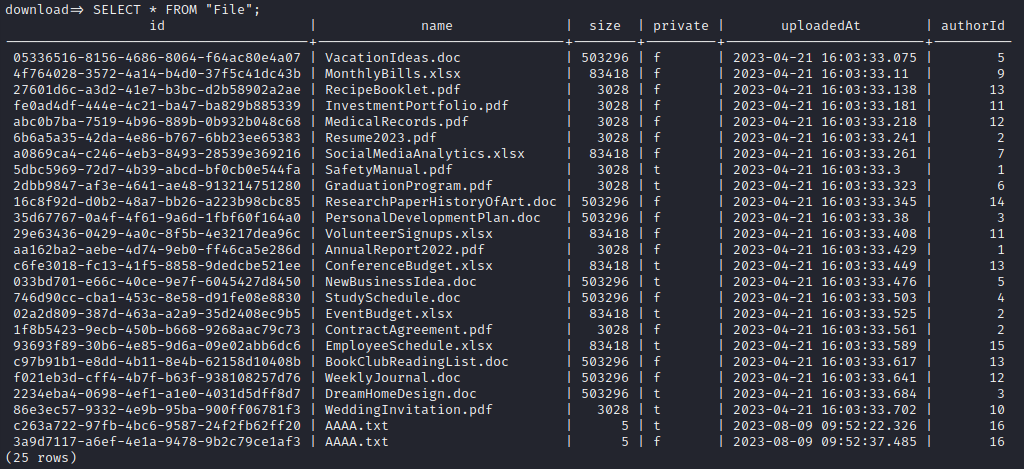 download=> SELECT * FROM "File";
id | name | size | private | uploadedAt | authorId
05336516-8156-4686-8064-f64ac80e4a07 | VacationIdeas.doc | 503296 | f | 2023-04-21 16:03:33.075 | 5
4f764028-3572-4a14-b4d0-37f5c41dc43b | MonthlyBills.xlsx | 83418 | f | 2023-04-21 16:03:33.11 | 9
27601d6c-a3d2-41e7-b3bc-d2b58902a2ae | RecipeBooklet.pdf | 3028 | f | 2023-04-21 16:03:33.138 | 13
fe0ad4df-444e-4c21-ba47-ba829b885339 | InvestmentPortfolio.pdf | 3028 | f | 2023-04-21 16:03:33.181 | 11
abc0b7ba-7519-4b96-889b-0b932b048c68 | MedicalRecords.pdf | 3028 | f | 2023-04-21 16:03:33.218 | 12
6b6a5a35-42da-4e86-b767-6bb23ee65383 | Resume2023.pdf | 3028 | f | 2023-04-21 16:03:33.241 | 2
a0869ca4-c246-4eb3-8493-28539e369216 | SocialMediaAnalytics.xlsx | 83418 | f | 2023-04-21 16:03:33.261 | 7
5dbc5969-72d7-4b39-abcd-bf0cb0e544fa | SafetyManual.pdf | 3028 | t | 2023-04-21 16:03:33.3 | 1
2dbb9847-af3e-4641-ae48-913214751280 | GraduationProgram.pdf | 3028 | t | 2023-04-21 16:03:33.323 | 6
16c8f92d-d0b2-48a7-bb26-a223b98cbc85 | ResearchPaperHistoryOfArt.doc | 503296 | f | 2023-04-21 16:03:33.345 | 14
35d67767-0a4f-4f61-9a6d-1fbf60f164a0 | PersonalDevelopmentPlan.doc | 503296 | f | 2023-04-21 16:03:33.38 | 3
29e63436-0429-4a0c-8f5b-4e3217dea96c | VolunteerSignups.xlsx | 83418 | f | 2023-04-21 16:03:33.408 | 11
aa162ba2-aebe-4d74-9eb0-ff46ca5e286d | AnnualReport2022.pdf | 3028 | f | 2023-04-21 16:03:33.429 | 1
c6fe3018-fc13-41f5-8858-9dedcbe521ee | ConferenceBudget.xlsx | 83418 | t | 2023-04-21 16:03:33.449 | 13
033bd701-e66c-40ce-9e7f-6045427d8450 | NewBusinessIdea.doc | 503296 | t | 2023-04-21 16:03:33.476 | 5
746d90cc-cba1-453c-8e58-d91fe08e8830 | StudySchedule.doc | 503296 | f | 2023-04-21 16:03:33.503 | 4
02a2d809-387d-463a-a2a9-35d2408ec9b5 | EventBudget.xlsx | 83418 | t | 2023-04-21 16:03:33.525 | 2
1f8b5423-9ecb-450b-b668-9268aac79c73 | ContractAgreement.pdf | 3028 | f | 2023-04-21 16:03:33.561 | 2
93693f89-30b6-4e85-9d6a-09e02abb6dc6 | EmployeeSchedule.xlsx | 83418 | t | 2023-04-21 16:03:33.589 | 15
c97b91b1-e8dd-4b11-8e4b-62158d10408b | BookClubReadingList.doc | 503296 | f | 2023-04-21 16:03:33.617 | 13
f021eb3d-cff4-4b7f-b63f-938108257d76 | WeeklyJournal.doc | 503296 | f | 2023-04-21 16:03:33.641 | 12
2234eba4-0698-4ef1-a1e0-4031d5dff8d7 | DreamHomeDesign.doc | 503296 | t | 2023-04-21 16:03:33.684 | 3
86e3ec57-9332-4e9b-95ba-900ff06781f3 | WeddingInvitation.pdf | 3028 | t | 2023-04-21 16:03:33.702 | 10
c263a722-97fb-4bc6-9587-24f2fb62ff20 | AAAA.txt | 5 | t | 2023-08-09 09:52:22.326 | 16
3a9d7117-a6ef-4e1a-9478-9b2c79ce1af3 | AAAA.txt | 5 | f | 2023-08-09 09:52:37.485 | 16
(25 rows)